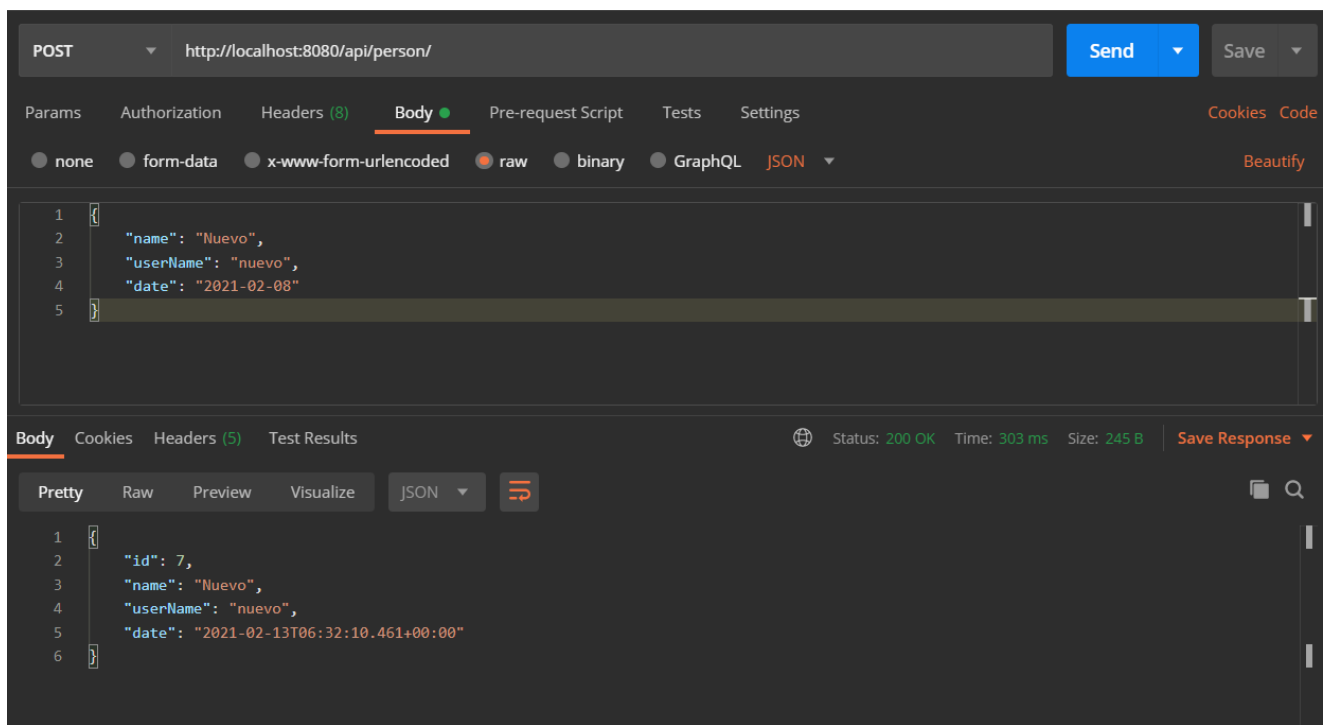 POST http://localhost:8080/api/person/ Send Save
Params Authorization Headers (8) Body Pre-request Script Tests Settings Cookies Code
none form-data x-www-form-urlencoded raw binary GraphQL JSON Beautify
1 {
2 "name": "Nuevo",
3 "userName": "nuevo",
4 "date": "2021-02-08"
5 }
Body Cookies Headers (5) Test Results Status: 200 OK Time: 303 ms Size: 245 B Save Response
Pretty Raw Preview Visualize JSON
1 {
2 "id": 7,
3 "name": "Nuevo",
4 "userName": "nuevo",
5 "date": "2021-02-13T06:32:10.461+00:00"
6 }